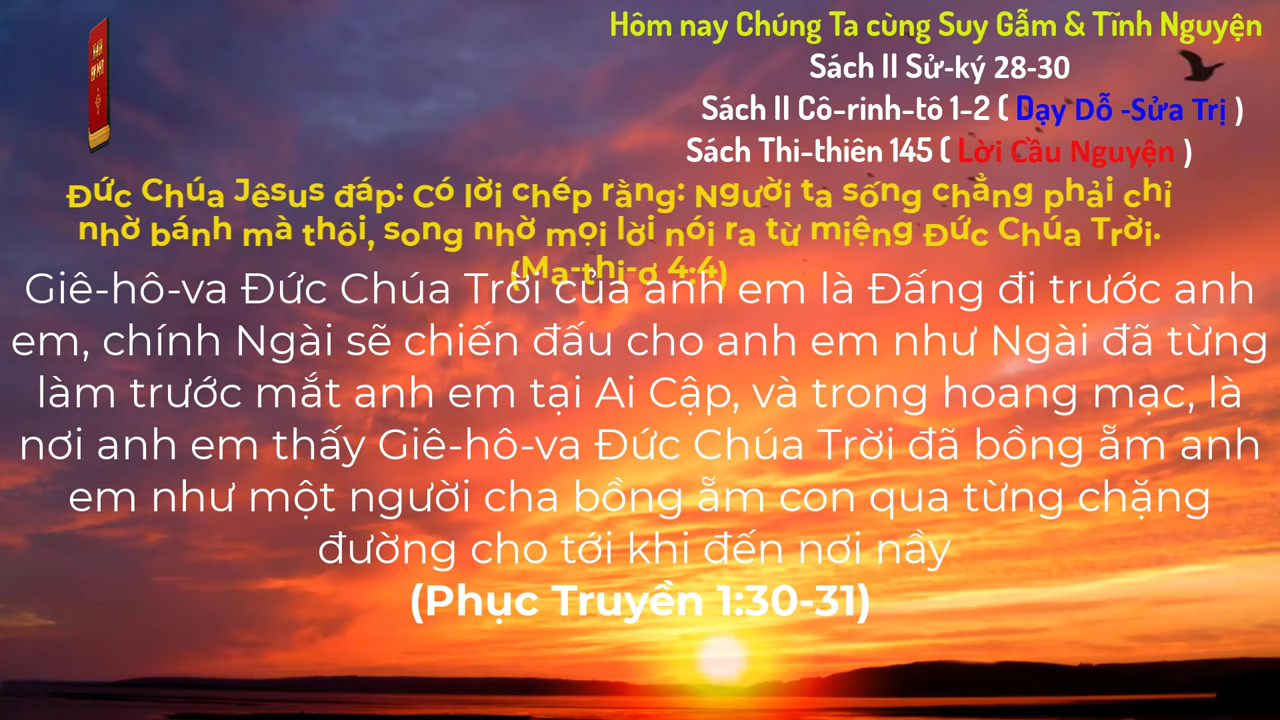 Hôm nay Chúng Ta cùng Suy Gẫm & Tĩnh Nguyện
Sách II Sử-ký 28-30
Sách II Cô-rinh-tô 1-2 ( Dạy Dỗ -Sửa Trị )
Sách Thi-thiên 145 ( Lời Cầu Nguyện )
Đức Chúa Jêsus đáp: Có lời chép rằng: Người ta sống chẳng phải chỉ
nhờ bánh mà thôi, song nhờ mọi lời nói ra từ miệng Đức Chúa Trời.
(Ma-thi-ơ 4:4)
Giê-hô-va Đức Chúa Trời của anh em là Đấng đi trước anh
em, chính Ngài sẽ chiến đấu cho anh em như Ngài đã từng
làm trước mắt anh em tại Ai Cập, và trong hoang mạc, là
nơi anh em thấy Giê-hô-va Đức Chúa Trời đã bồng ẵm anh
em như một người cha bồng ẵm con qua từng chặng
đường cho tới khi đến nơi nầy
(Phục Truyền 1:30-31)